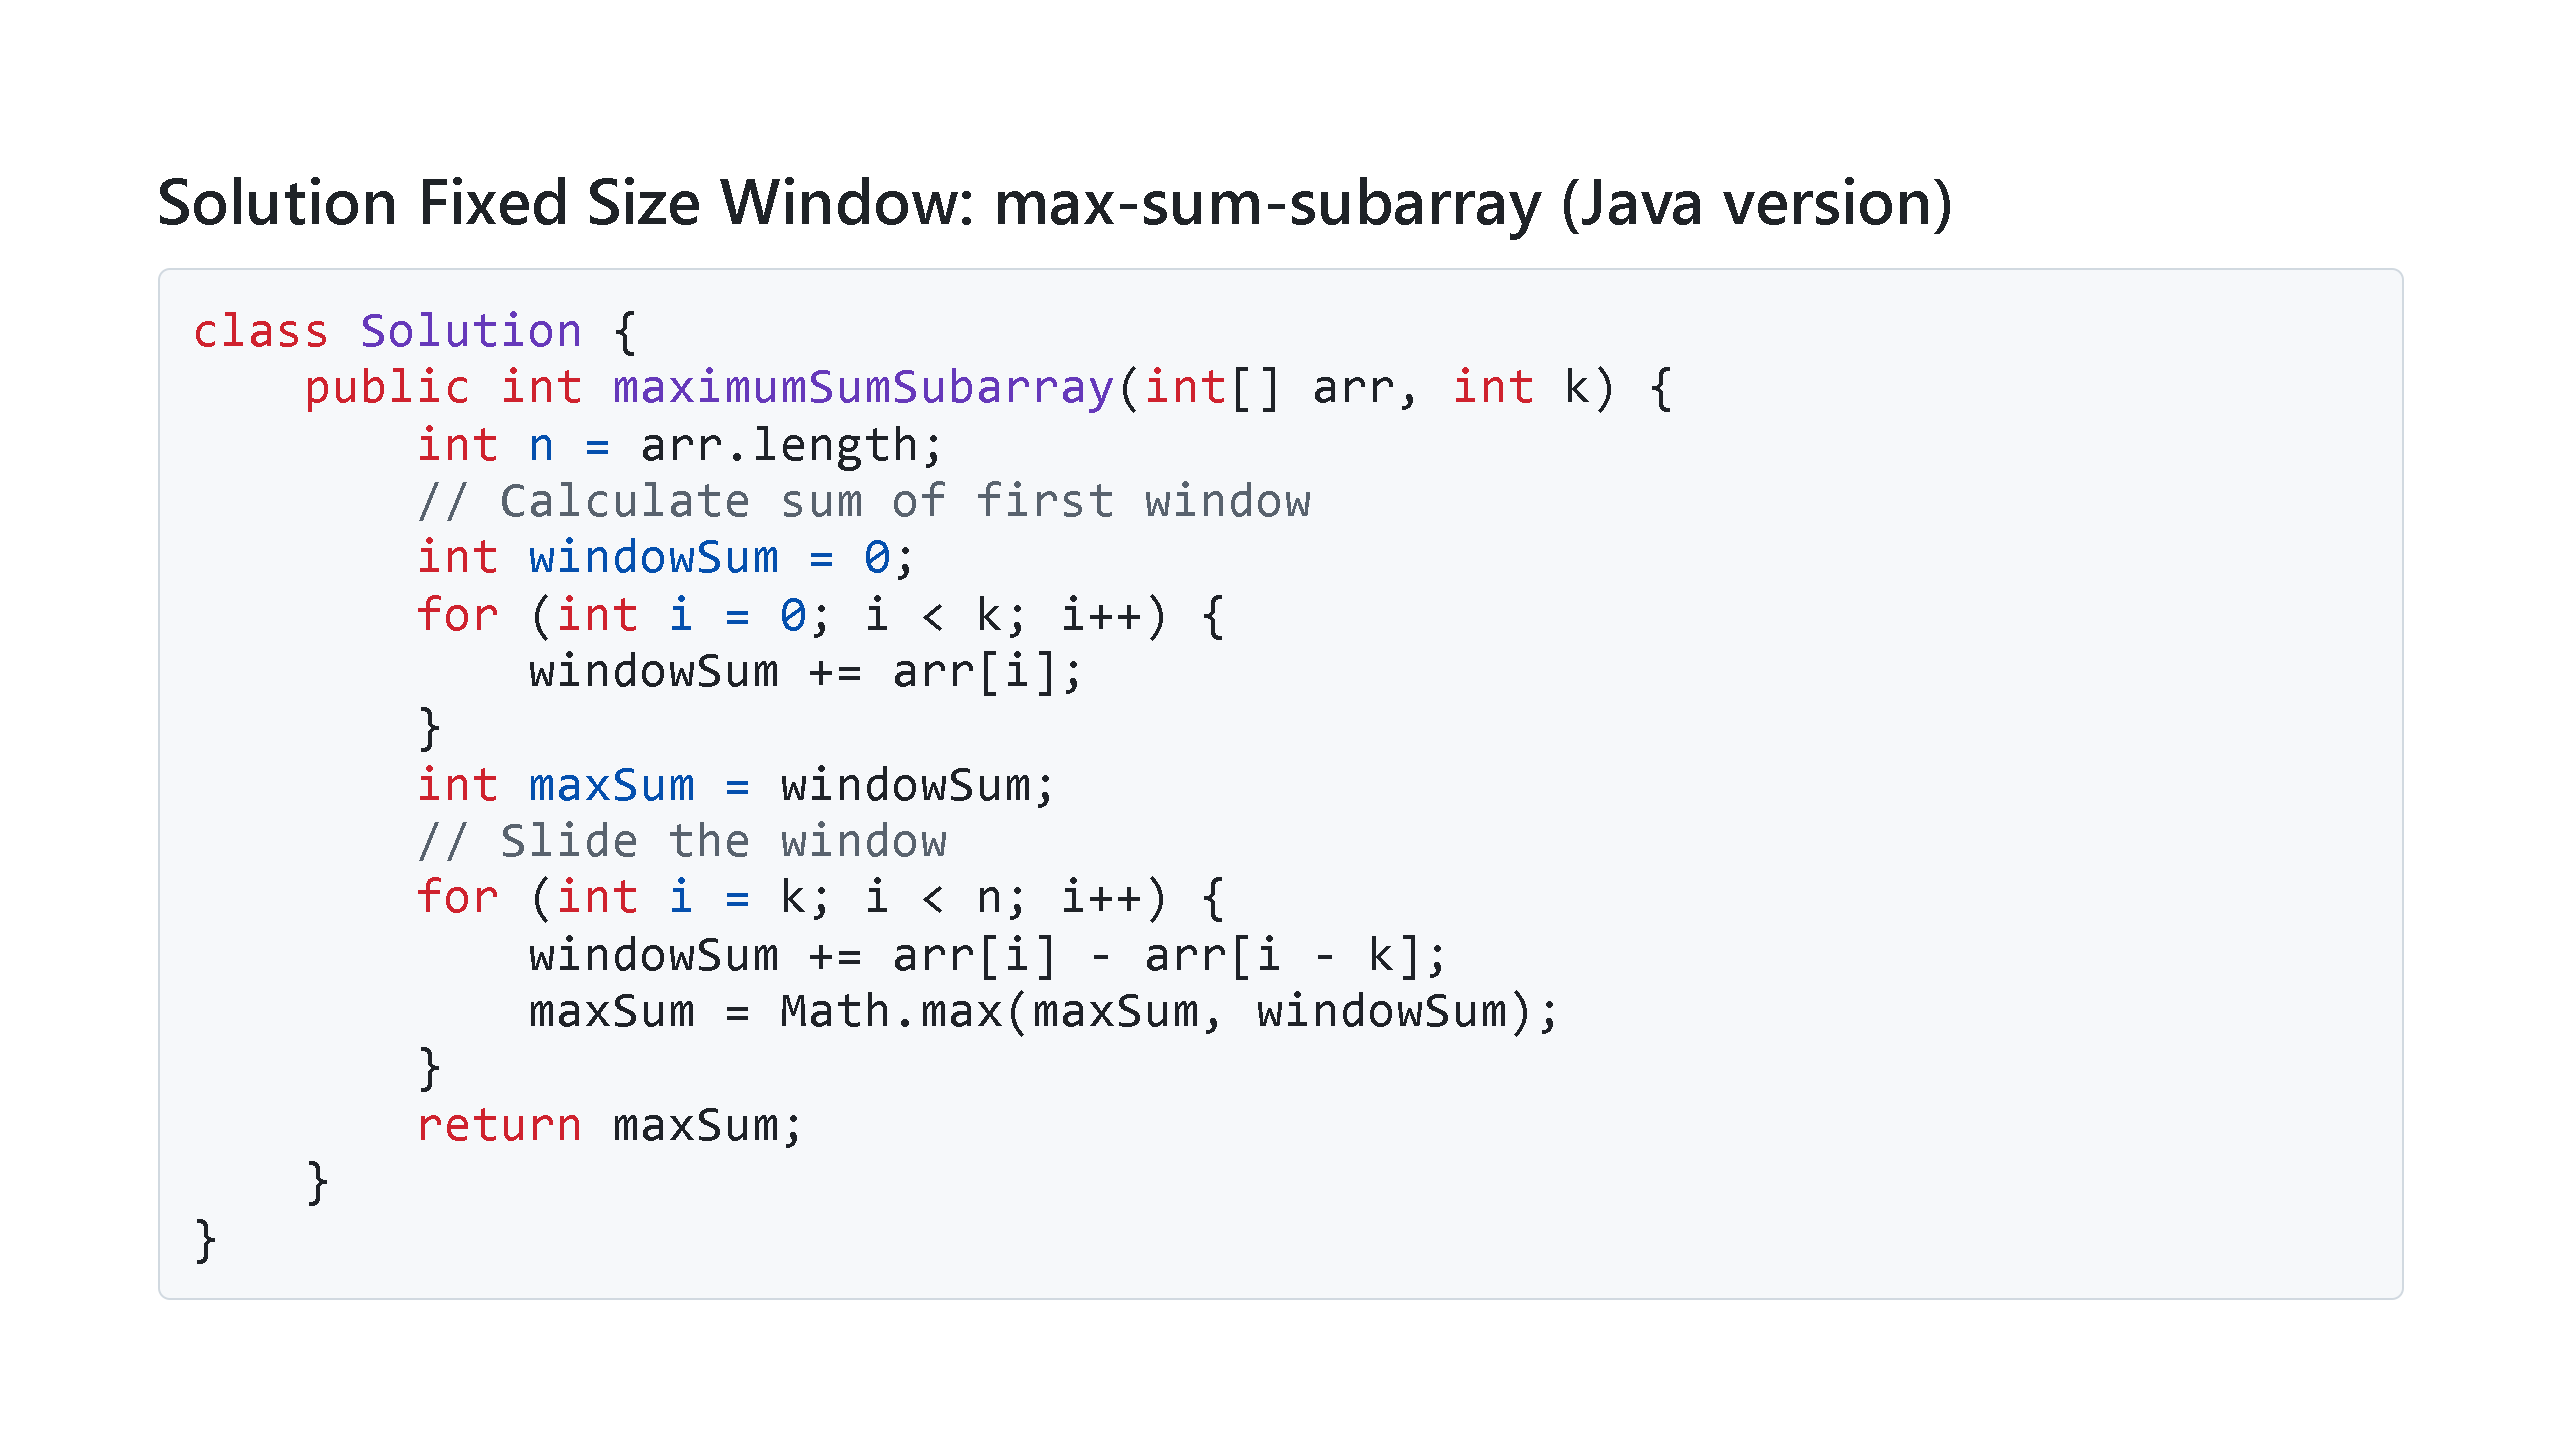 Solution Fixed Size Window: max-sum-subarray (Java version)
class Solution {
    public int maximumSumSubarray(int[] arr, int k) {
        int n = arr.length;
        // Calculate sum of first window
        int windowSum = 0;
        for (int i = 0; i < k; i++) {
            windowSum += arr[i];
        }
        int maxSum = windowSum;
        // Slide the window
        for (int i = k; i < n; i++) {
            windowSum += arr[i] - arr[i - k];
            maxSum = Math.max(maxSum, windowSum);
        }
        return maxSum;
    }
}